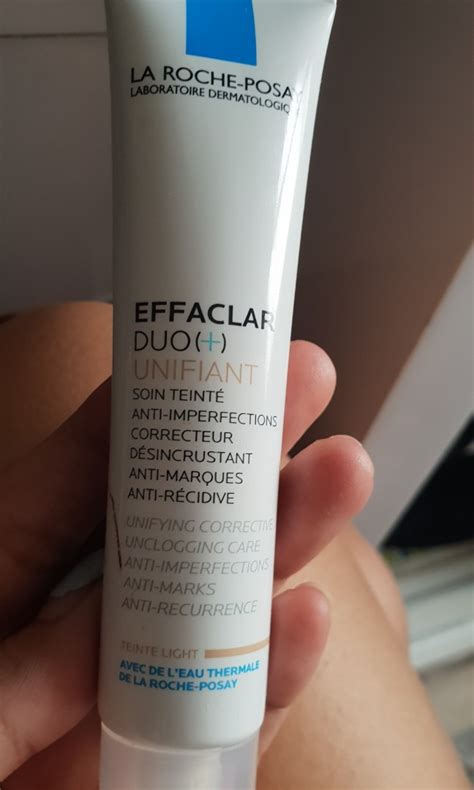 LA ROCHE-POSAY
LABORATOIRE DERMATOLOGIQUE
EFFACLAR
DUO(+)
UNIFIANT
SOIN TEINTÉ
ANTI-IMPERFECTIONS
CORRECTEUR
DÉSINCRUSTANT
ANTI-MARQUES
ANTI-RÉCIDIVE
UNIFYING CORRECTIVE
UNCLOGGING CARE
ANTI-IMPERFECTIONS
ANTI-MARKS
ANTI-RECURRENCE
TEINTE LIGHT
AVEC DE L'EAU THERMALE
DE LA ROCHE-POSAY